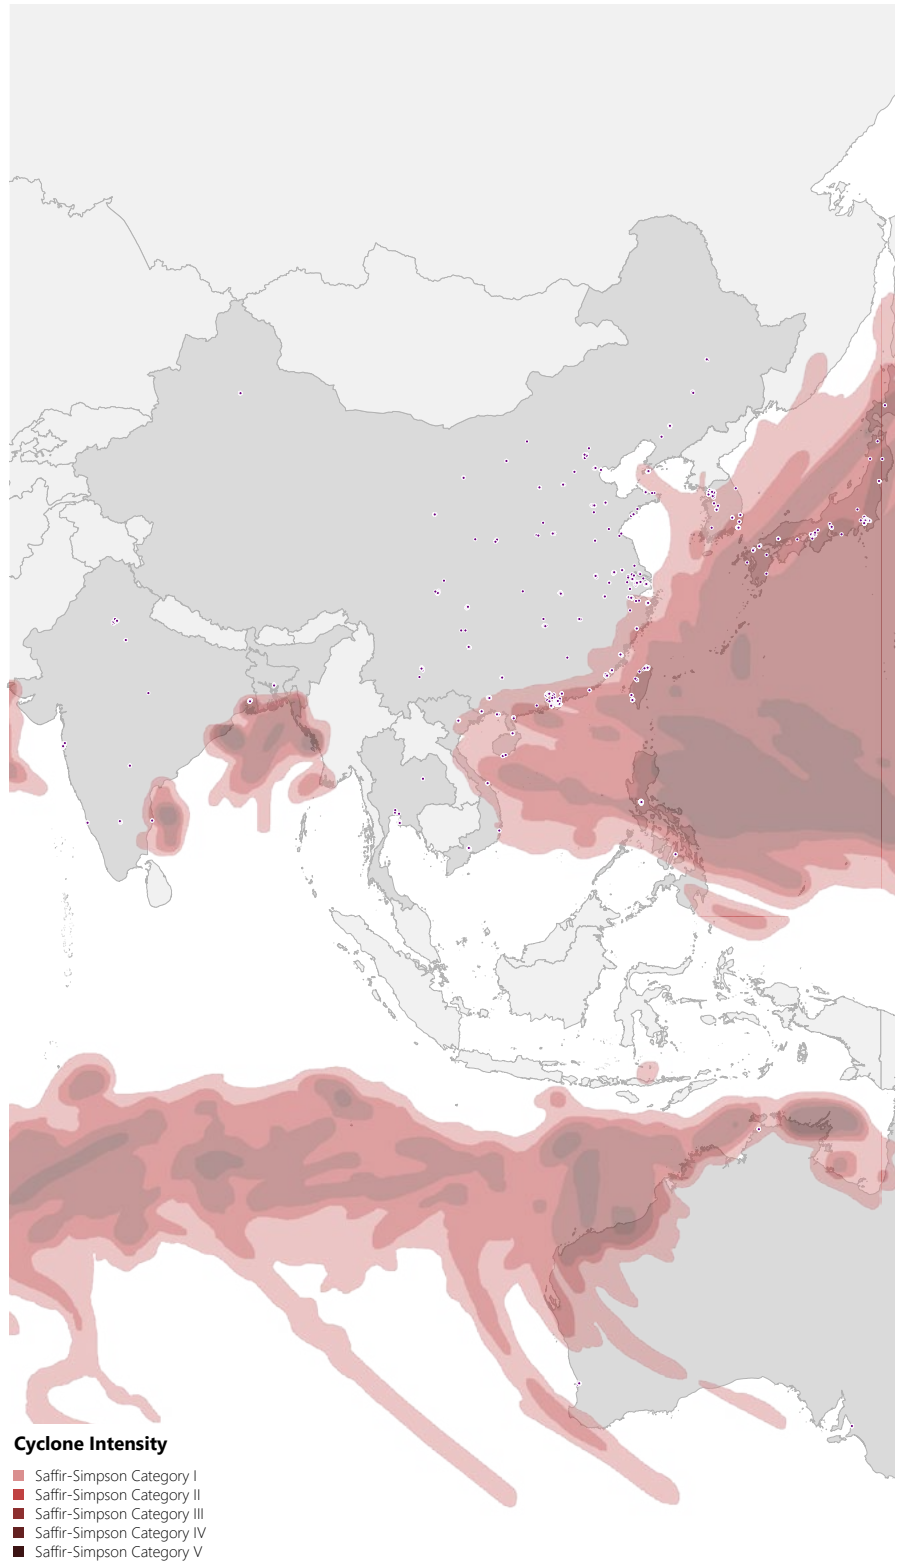 Cyclone Intensity
Saffir-Simpson Category I
Saffir-Simpson Category II
Saffir-Simpson Category III
Saffir-Simpson Category IV
Saffir-Simpson Category V